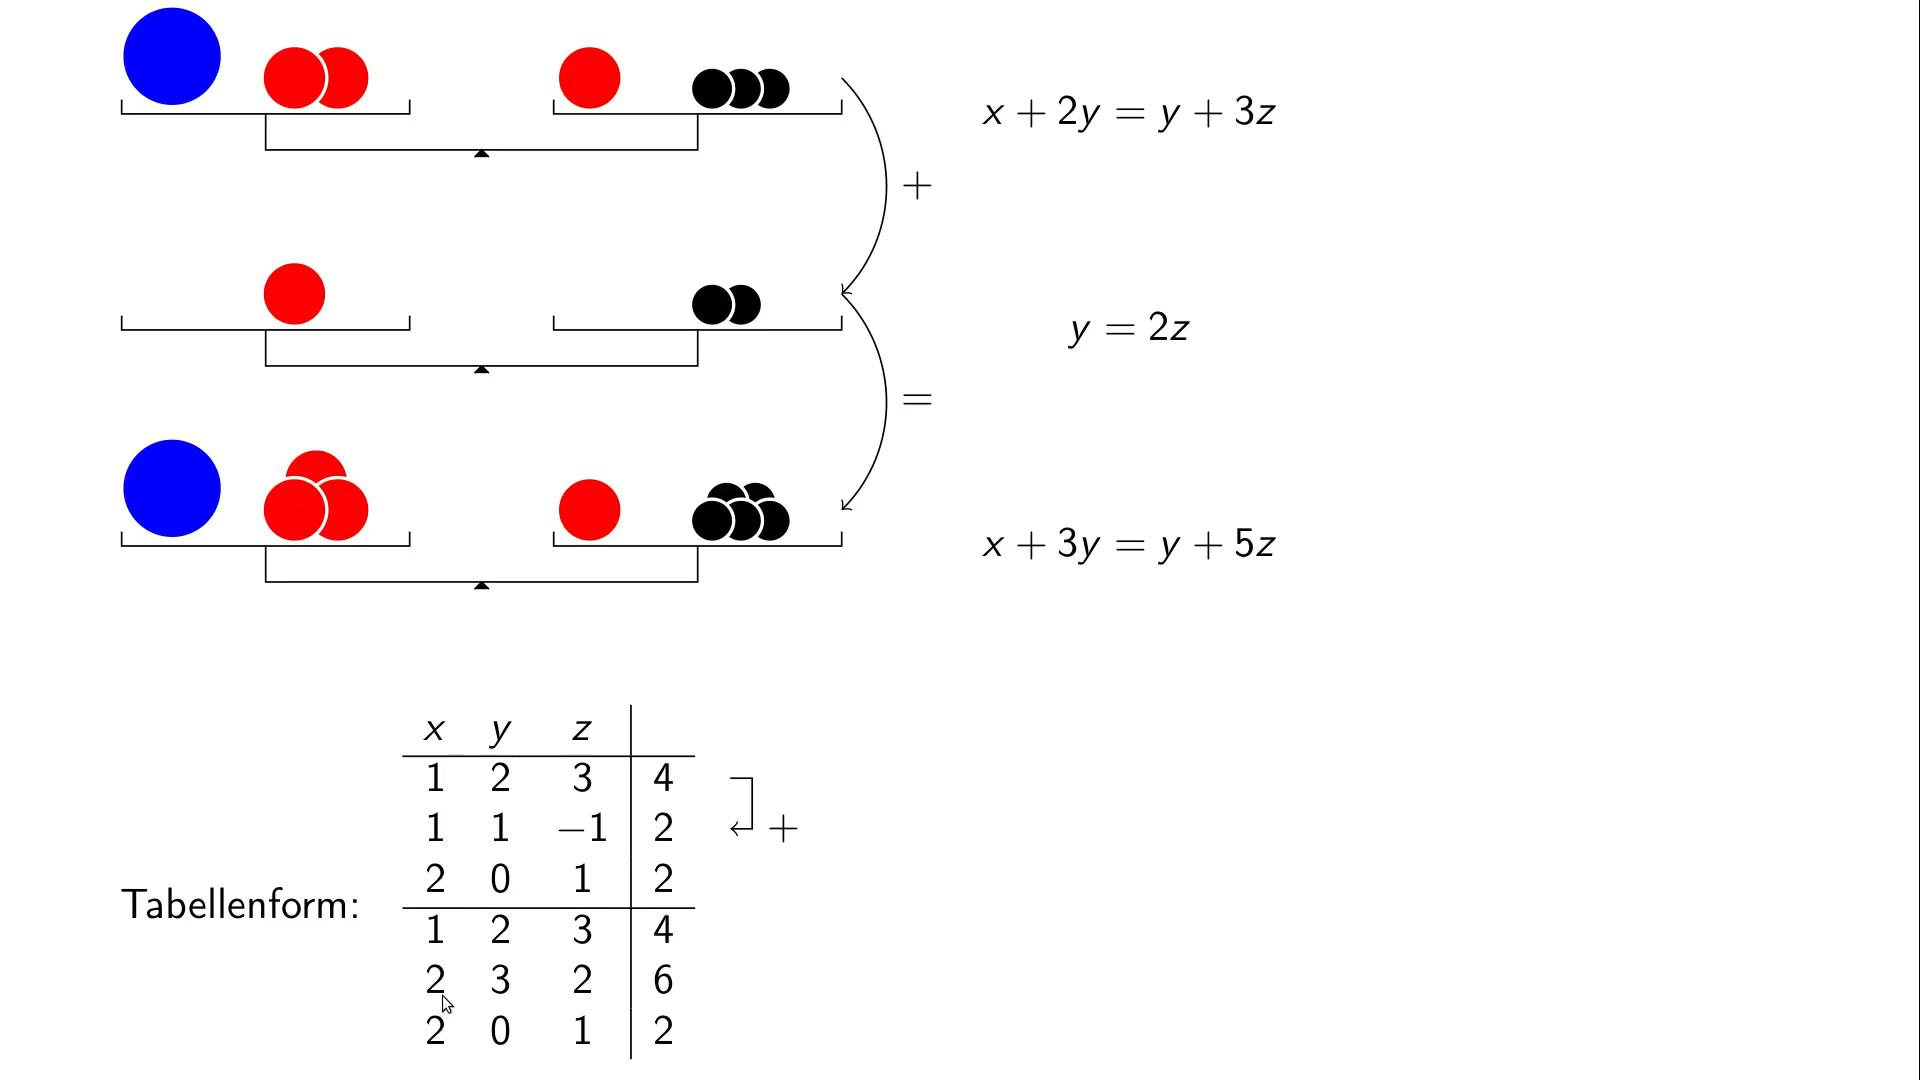 x + 2y = y + 3z
+
y = 2z
=
x + 3y = y + 5z
x y z
1 2 3 4
1 1 −1 2 +
2 0 1 2
Tabellenform:
1 2 3 4
2 3 2 6
2 0 1 2